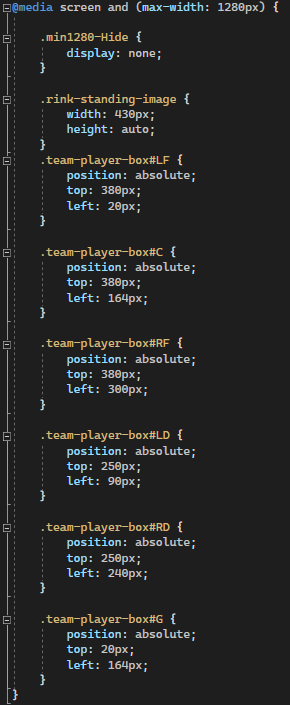 @media screen and (max-width: 1280px) {
.min1280-Hide {
display: none;
}
.rink-standing-image {
width: 430px;
height: auto;
}
.team-player-box#LF {
position: absolute;
top: 380px;
left: 20px;
}
.team-player-box#C {
position: absolute;
top: 380px;
left: 164px;
}
.team-player-box#RF {
position: absolute;
top: 380px;
left: 300px;
}
.team-player-box#LD {
position: absolute;
top: 250px;
left: 90px;
}
.team-player-box#RD {
position: absolute;
top: 250px;
left: 240px;
}
.team-player-box#G {
position: absolute;
top: 20px;
left: 164px;
}
}